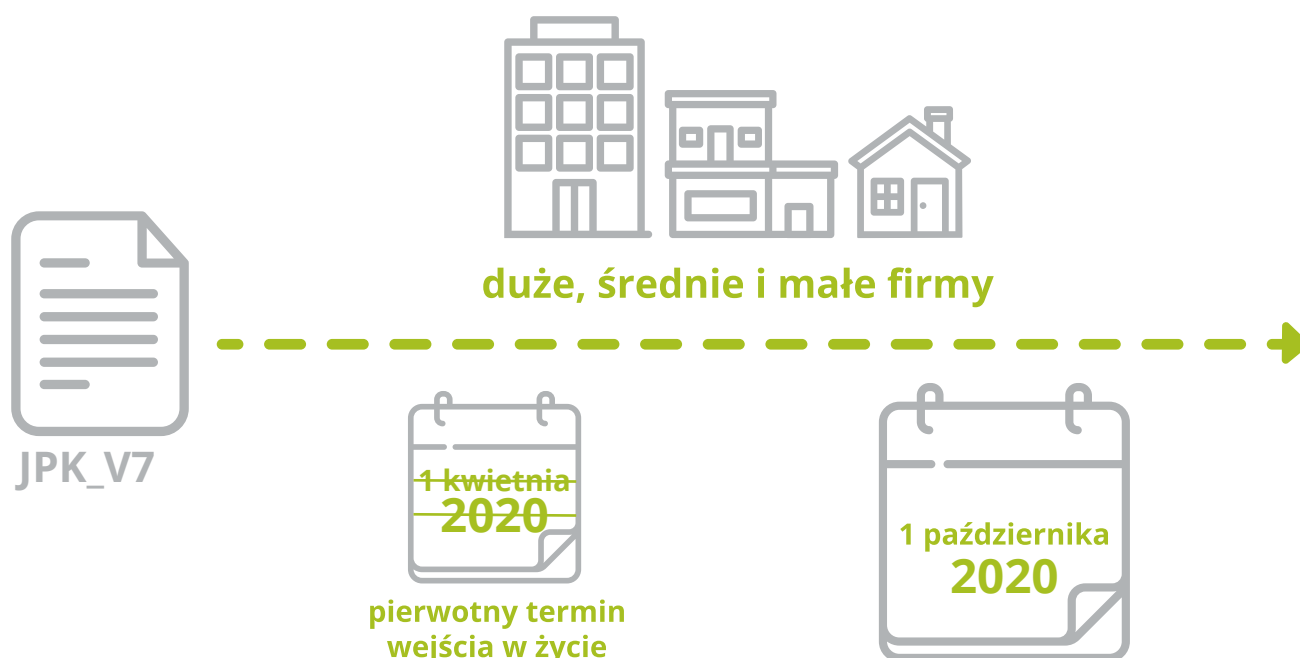 duże, średnie i małe firmy
JPK_V7
1 kwietnia
2020
pierwotny termin
wejścia w życie
1 października
2020